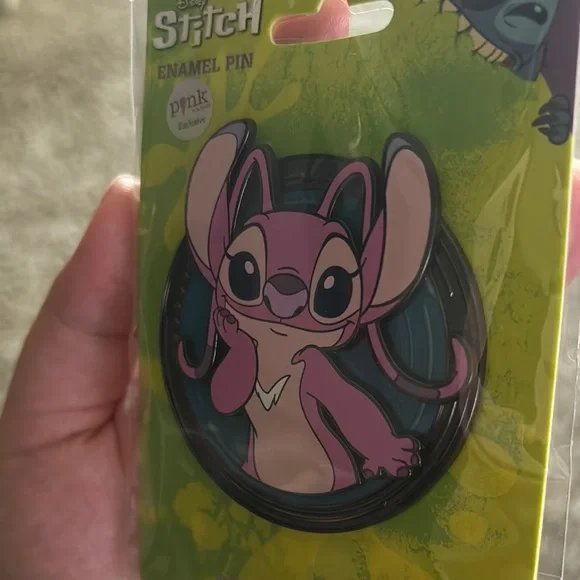 Disney
STITCH
ENAMEL PIN
pink
Exclusive